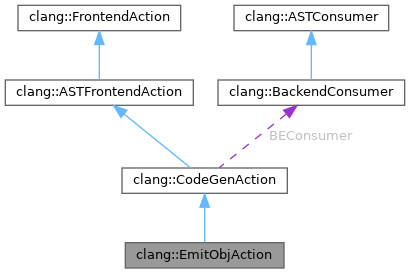 clang::FrontendAction
clang::ASTConsumer
clang::ASTFrontendAction
clang::BackendConsumer
BEConsumer
clang::CodeGenAction
clang::EmitObjAction